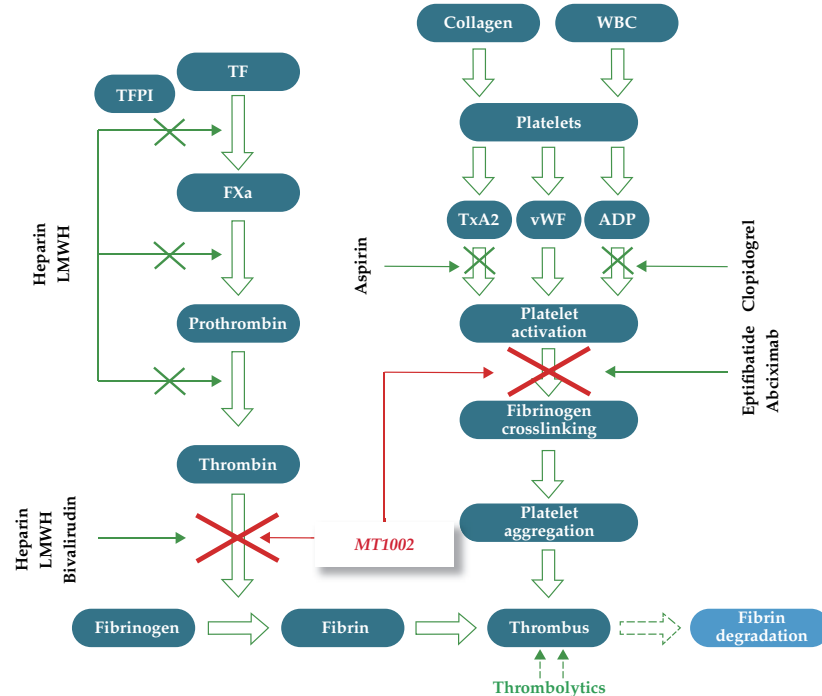 Collagen
WBC
TF
TFPI
Platelets
FXa
TxA2
vWF
ADP
Heparin
LMWH
Aspirin
Clopidogrel
Prothrombin
Platelet
activation
Eptifibatide
Abciximab
Fibrinogen
crosslinking
Thrombin
Platelet
aggregation
Heparin
LMWH
Bivalirudin
MT1002
Fibrinogen
Fibrin
Thrombus
Fibrin
degradation
Thrombolytics